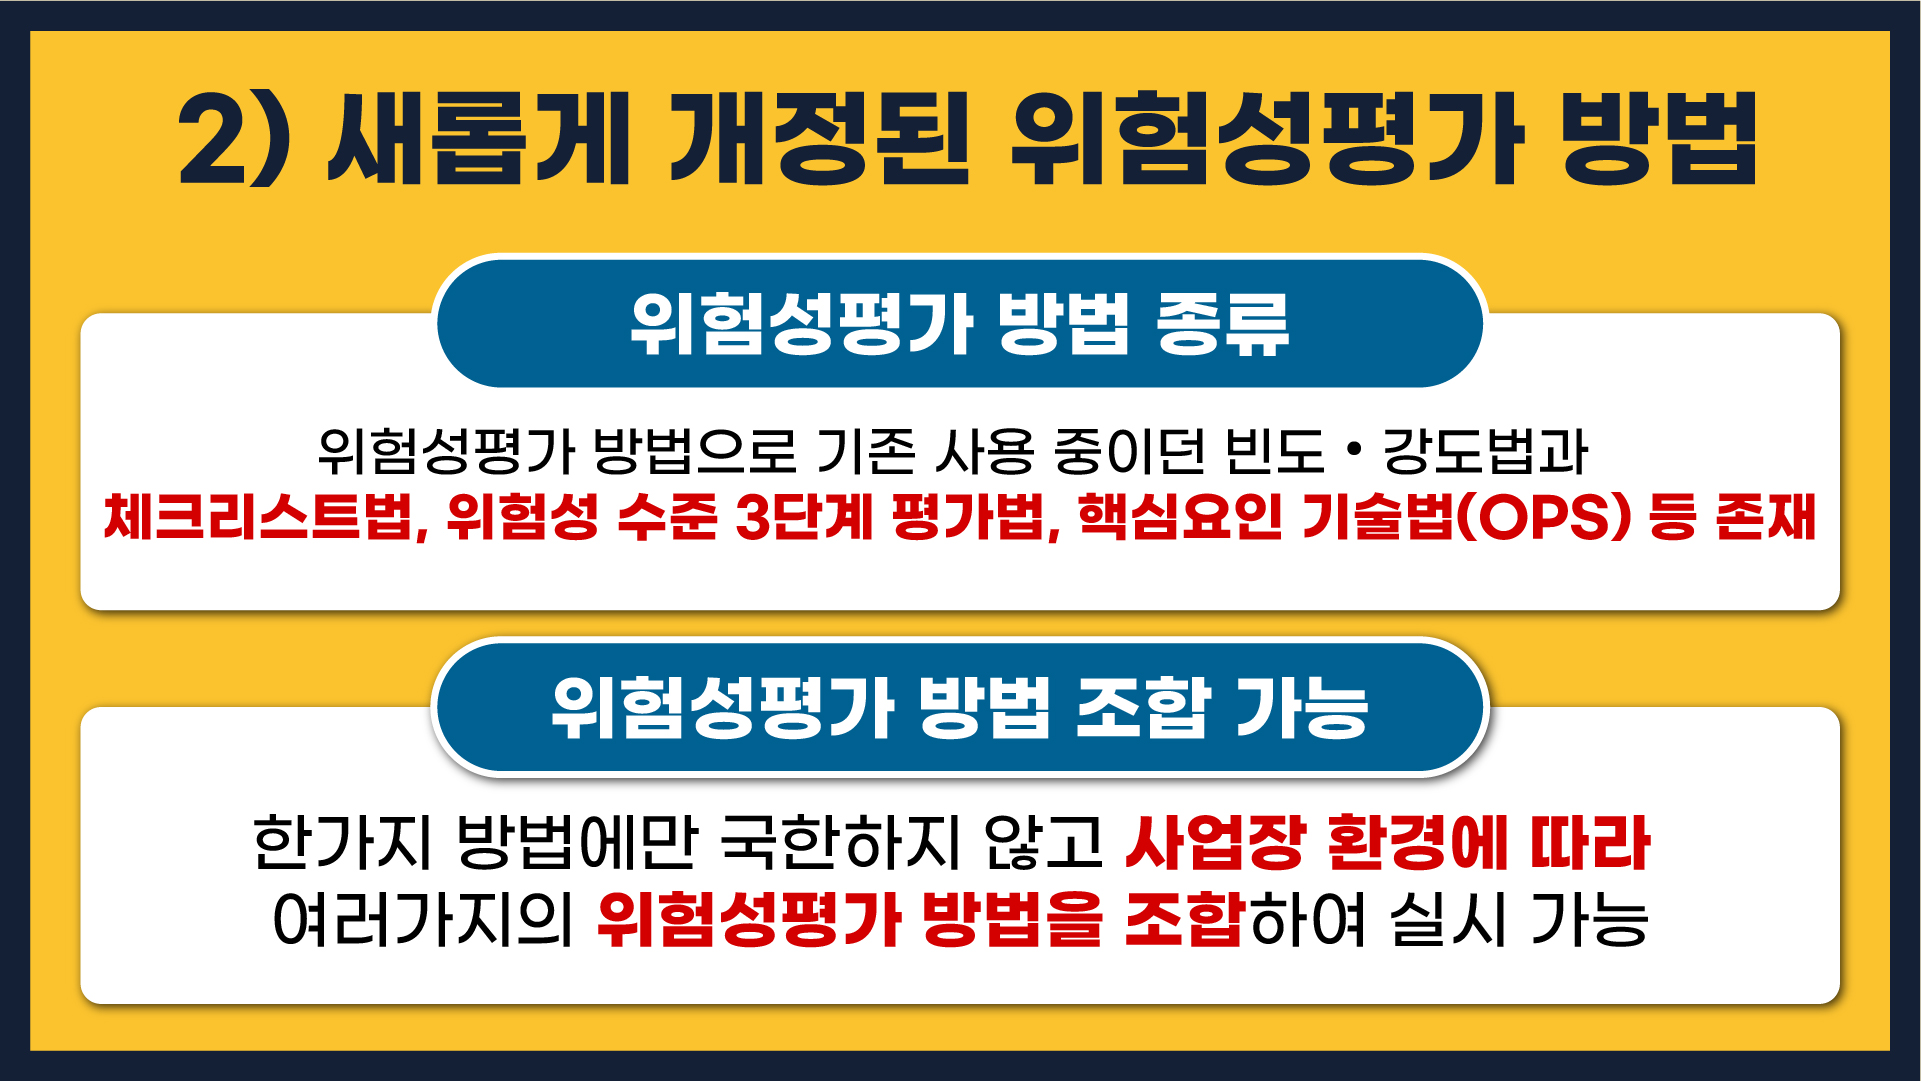 2) 새롭게 개정된 위험성평가 방법
위험성평가 방법 종류
위험성평가 방법으로 기존 사용 중이던 빈도 • 강도법과
체크리스트법, 위험성 수준 3단계 평가법, 핵심요인 기술법(OPS) 등 존재
위험성평가 방법 조합 가능
한가지 방법에만 국한하지 않고 사업장 환경에 따라
여러가지의 위험성평가 방법을 조합하여 실시 가능